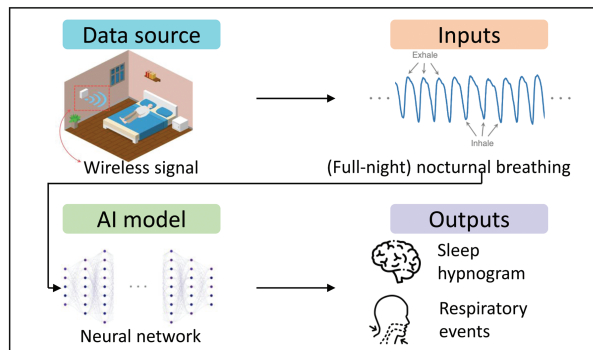 Data source
Inputs
Exhale
Inhale
Wireless signal
(Full-night) nocturnal breathing
AI model
Outputs
Sleep
hypnogram
Respiratory
events
Neural network